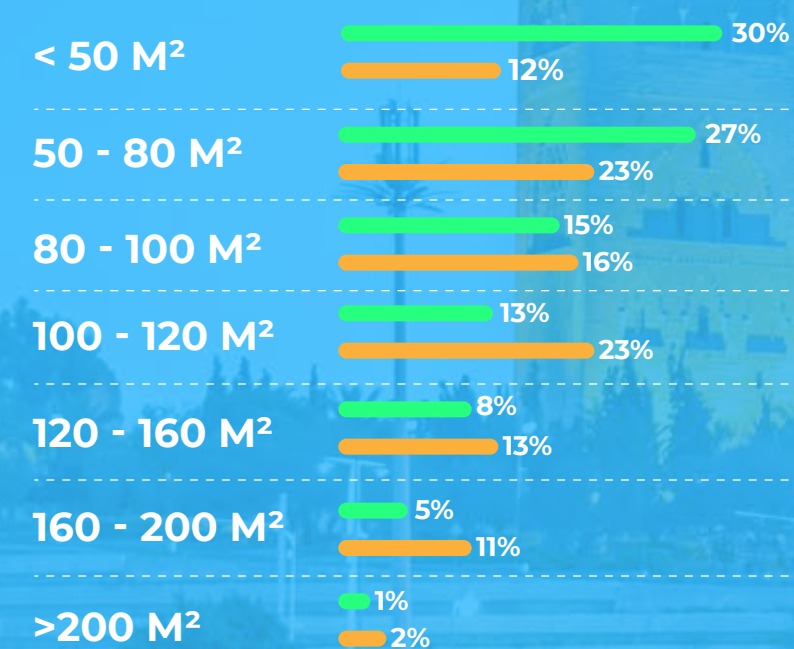 < 50 M²
30%
12%
50 - 80 M²
27%
23%
80 - 100 M²
15%
16%
100 - 120 M²
13%
23%
120 - 160 M²
8%
13%
160 - 200 M²
5%
11%
>200 M²
1%
2%